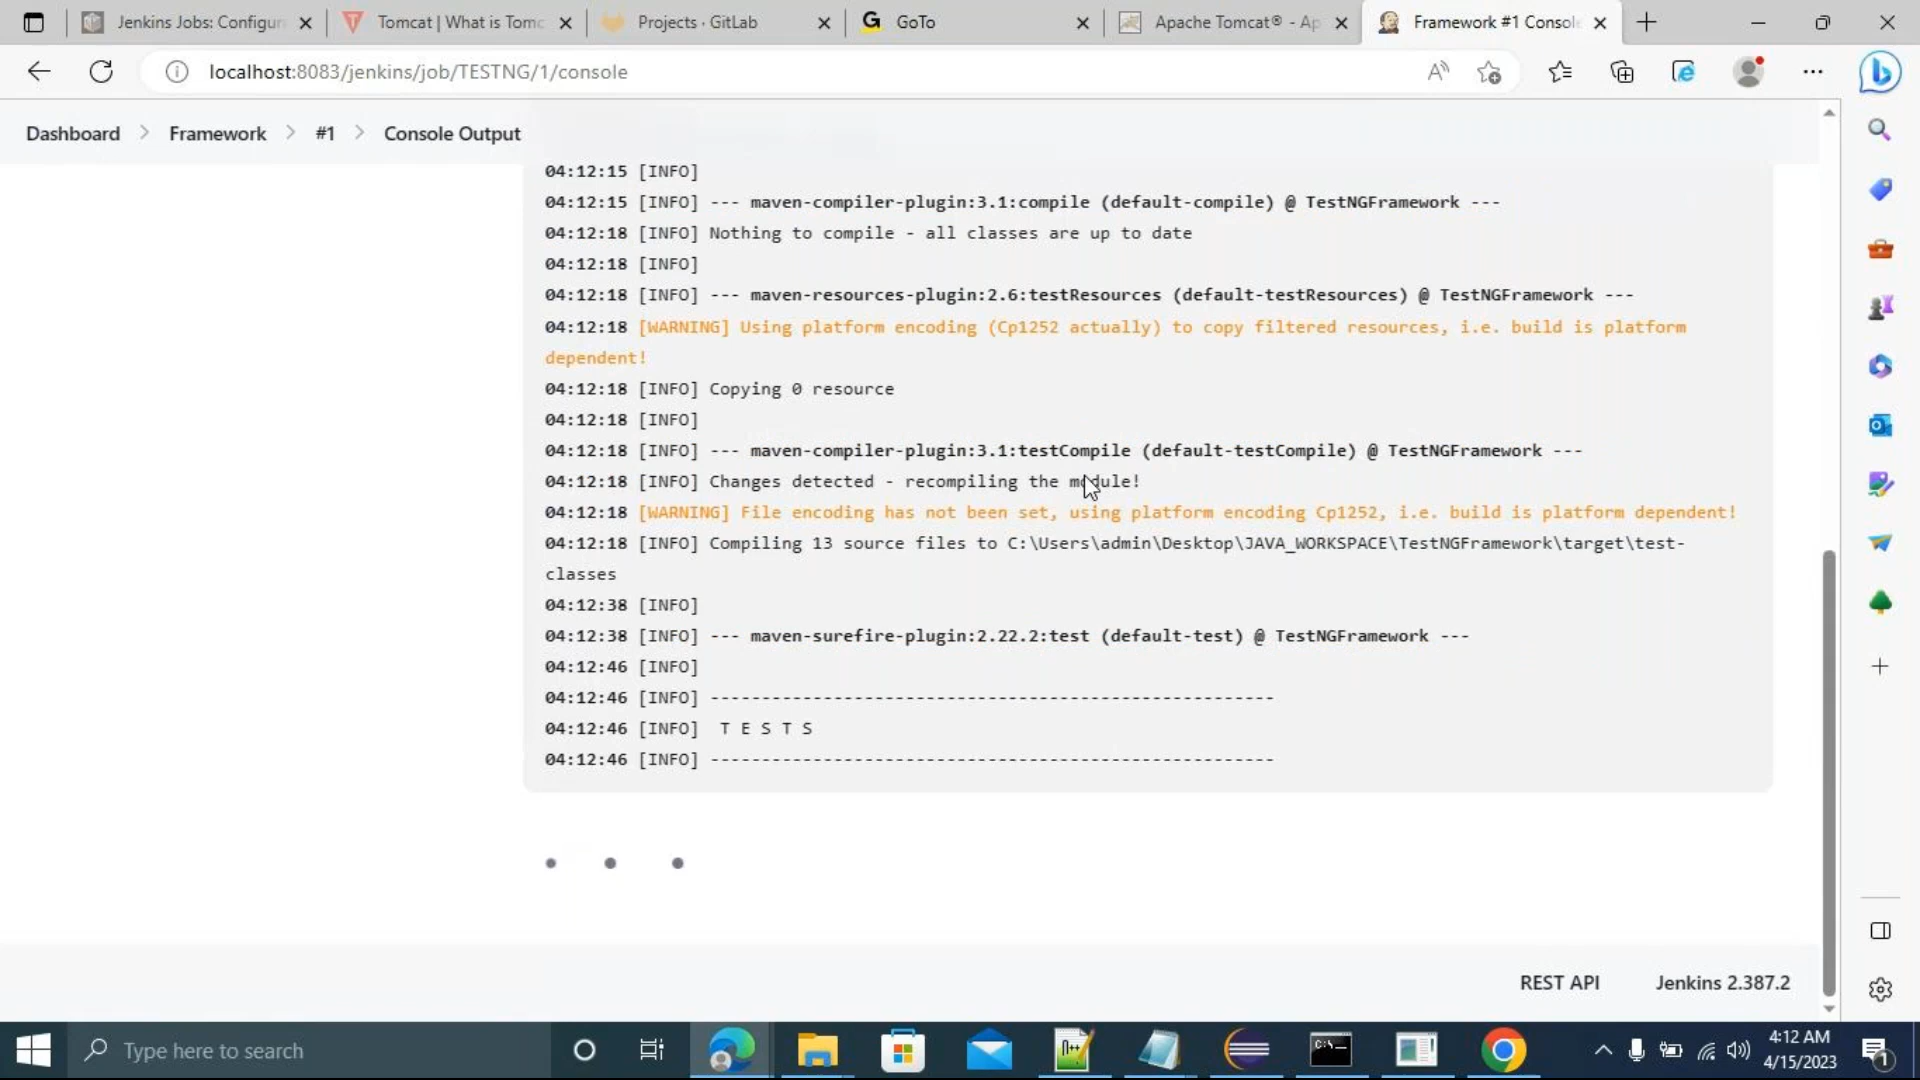 Jenkins Jobs: Configur
Tomcat | What is Tomc
Projects · GitLab
G GoTo
Apache Tomcat® - Ap
Framework #1 Consol
localhost:8083/jenkins/job/TESTNG/1/console
Dashboard > Framework > #1 > Console Output
04:12:15 [INFO]
04:12:15 [INFO] --- maven-compiler-plugin:3.1:compile (default-compile) @ TestNGFramework ---
04:12:18 [INFO] Nothing to compile - all classes are up to date
04:12:18 [INFO]
04:12:18 [INFO] --- maven-resources-plugin:2.6:testResources (default-testResources) @ TestNGFramework ---
04:12:18 [WARNING] Using platform encoding (Cp1252 actually) to copy filtered resources, i.e. build is platform
dependent!
04:12:18 [INFO] Copying 0 resource
04:12:18 [INFO]
04:12:18 [INFO] --- maven-compiler-plugin:3.1:testCompile (default-testCompile) @ TestNGFramework ---
04:12:18 [INFO] Changes detected - recompiling the module!
04:12:18 [WARNING] File encoding has not been set, using platform encoding Cp1252, i.e. build is platform dependent!
04:12:18 [INFO] Compiling 13 source files to C:\Users\admin\Desktop\JAVA_WORKSPACE\TestNGFramework\target\test-
classes
04:12:38 [INFO]
04:12:38 [INFO] --- maven-surefire-plugin:2.22.2:test (default-test) @ TestNGFramework ---
04:12:46 [INFO]
04:12:46 [INFO] -------------------------------------------------------
04:12:46 [INFO]  T E S T S
04:12:46 [INFO] -------------------------------------------------------
REST API
Jenkins 2.387.2
Type here to search
4:12 AM
4/15/2023
1